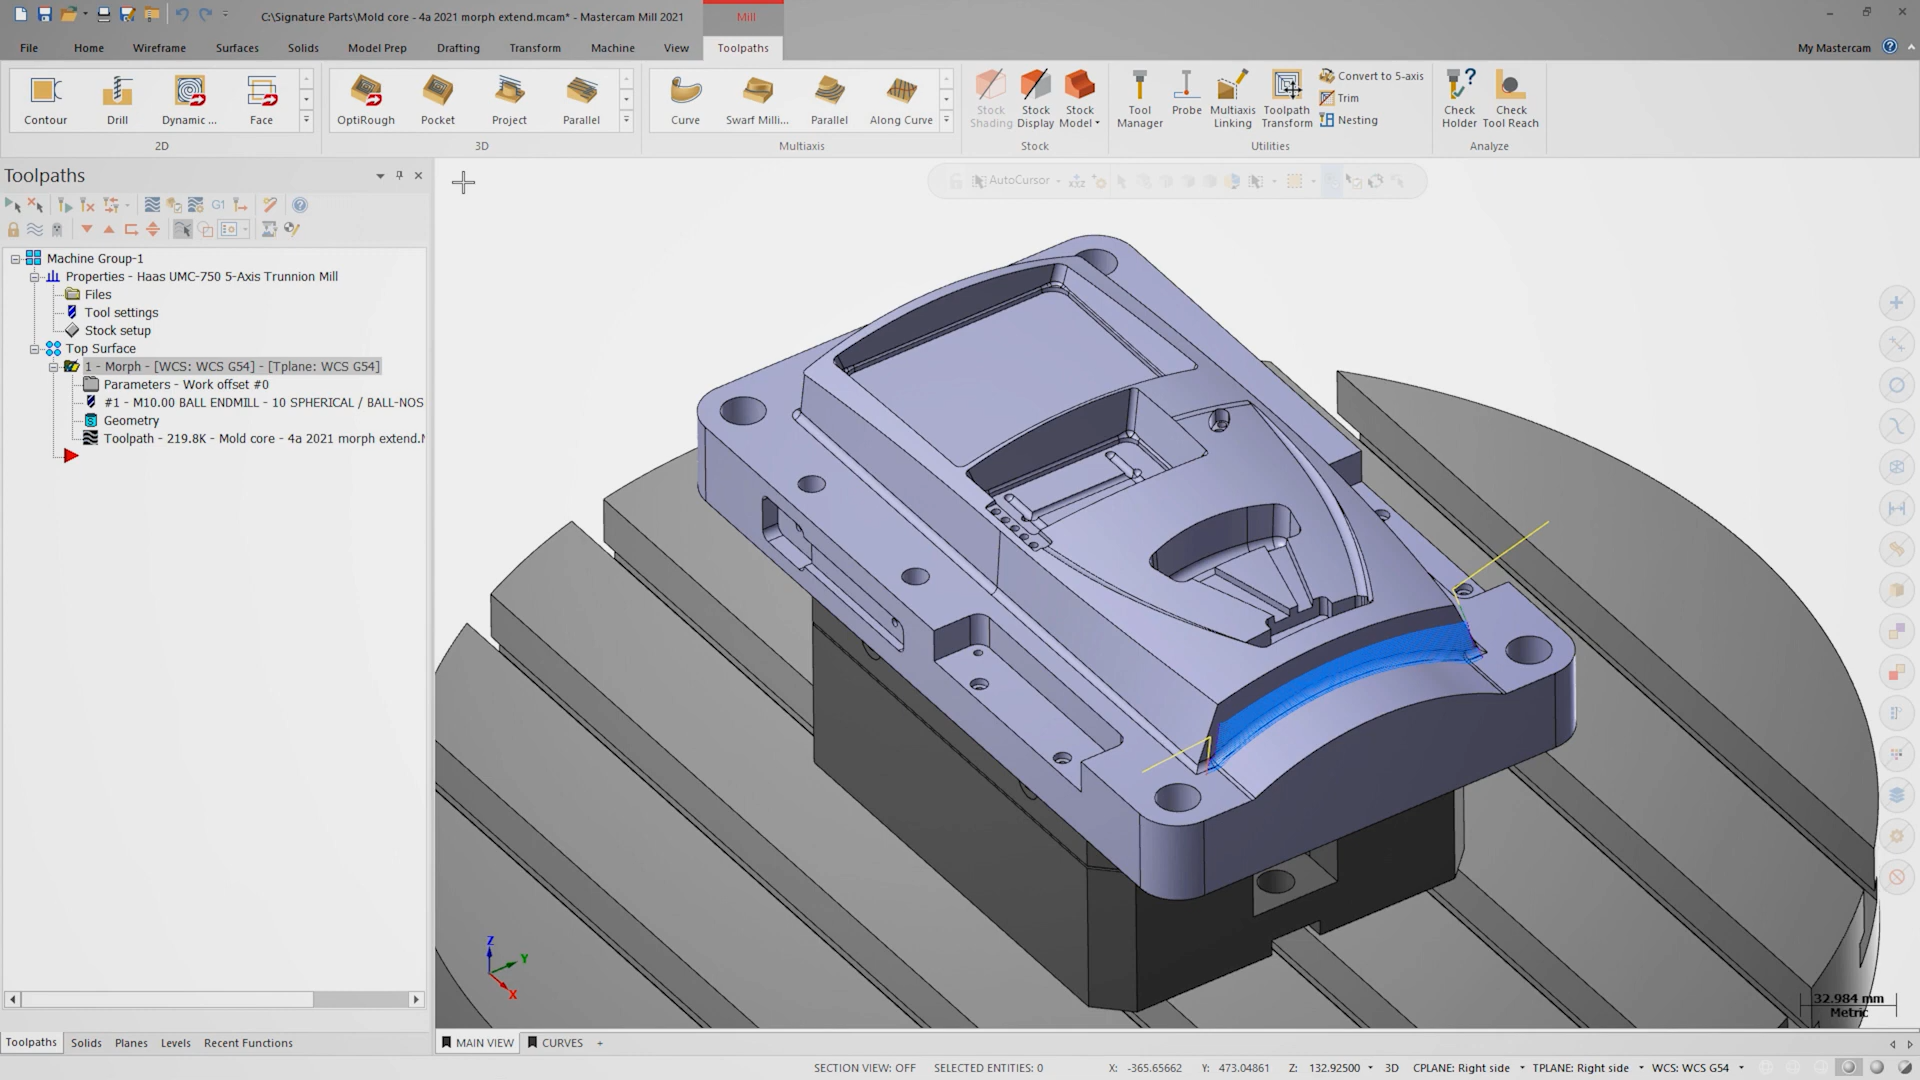 C:\Signature Parts\Mold core - 4a 2021 morph extend.mcam* - Mastercam Mill 2021
Mill
File Home Wireframe Surfaces Solids Model Prep Drafting Transform Machine View Toolpaths My Mastercam
Contour Drill Dynamic ... Face
2D
OptiRough Pocket Project Parallel
3D
Curve Swarf Milli... Parallel Along Curve
Multiaxis
Stock Shading
Stock Display
Stock Model
Stock
Tool Manager
Probe
Multiaxis Linking
Toolpath Transform
Convert to 5-axis
Trim
Nesting
Utilities
Check Holder
Check Tool Reach
Analyze
Toolpaths
AutoCursor
G1
Machine Group-1
Properties - Haas UMC-750 5-Axis Trunnion Mill
Files
Tool settings
Stock setup
Top Surface
1 - Morph - [WCS: WCS G54] - [Tplane: WCS G54]
Parameters - Work offset #0
#1 - M10.00 BALL ENDMILL - 10 SPHERICAL / BALL-NOS
Geometry
Toolpath - 219.8K - Mold core - 4a 2021 morph extend.N
Z
Y
X
32.984 mm
Metric
Toolpaths Solids Planes Levels Recent Functions
MAIN VIEW CURVES +
SECTION VIEW: OFF SELECTED ENTITIES: 0 X: -365.65662 Y: 473.04861 Z: 132.92500 3D CPLANE: Right side TPLANE: Right side WCS: WCS G54